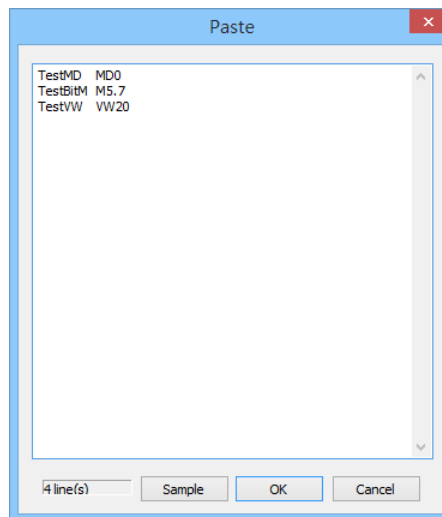 Paste
TestMD MD0
TestBitM M5.7
TestVW VW20
4 line(s)
Sample
OK
Cancel